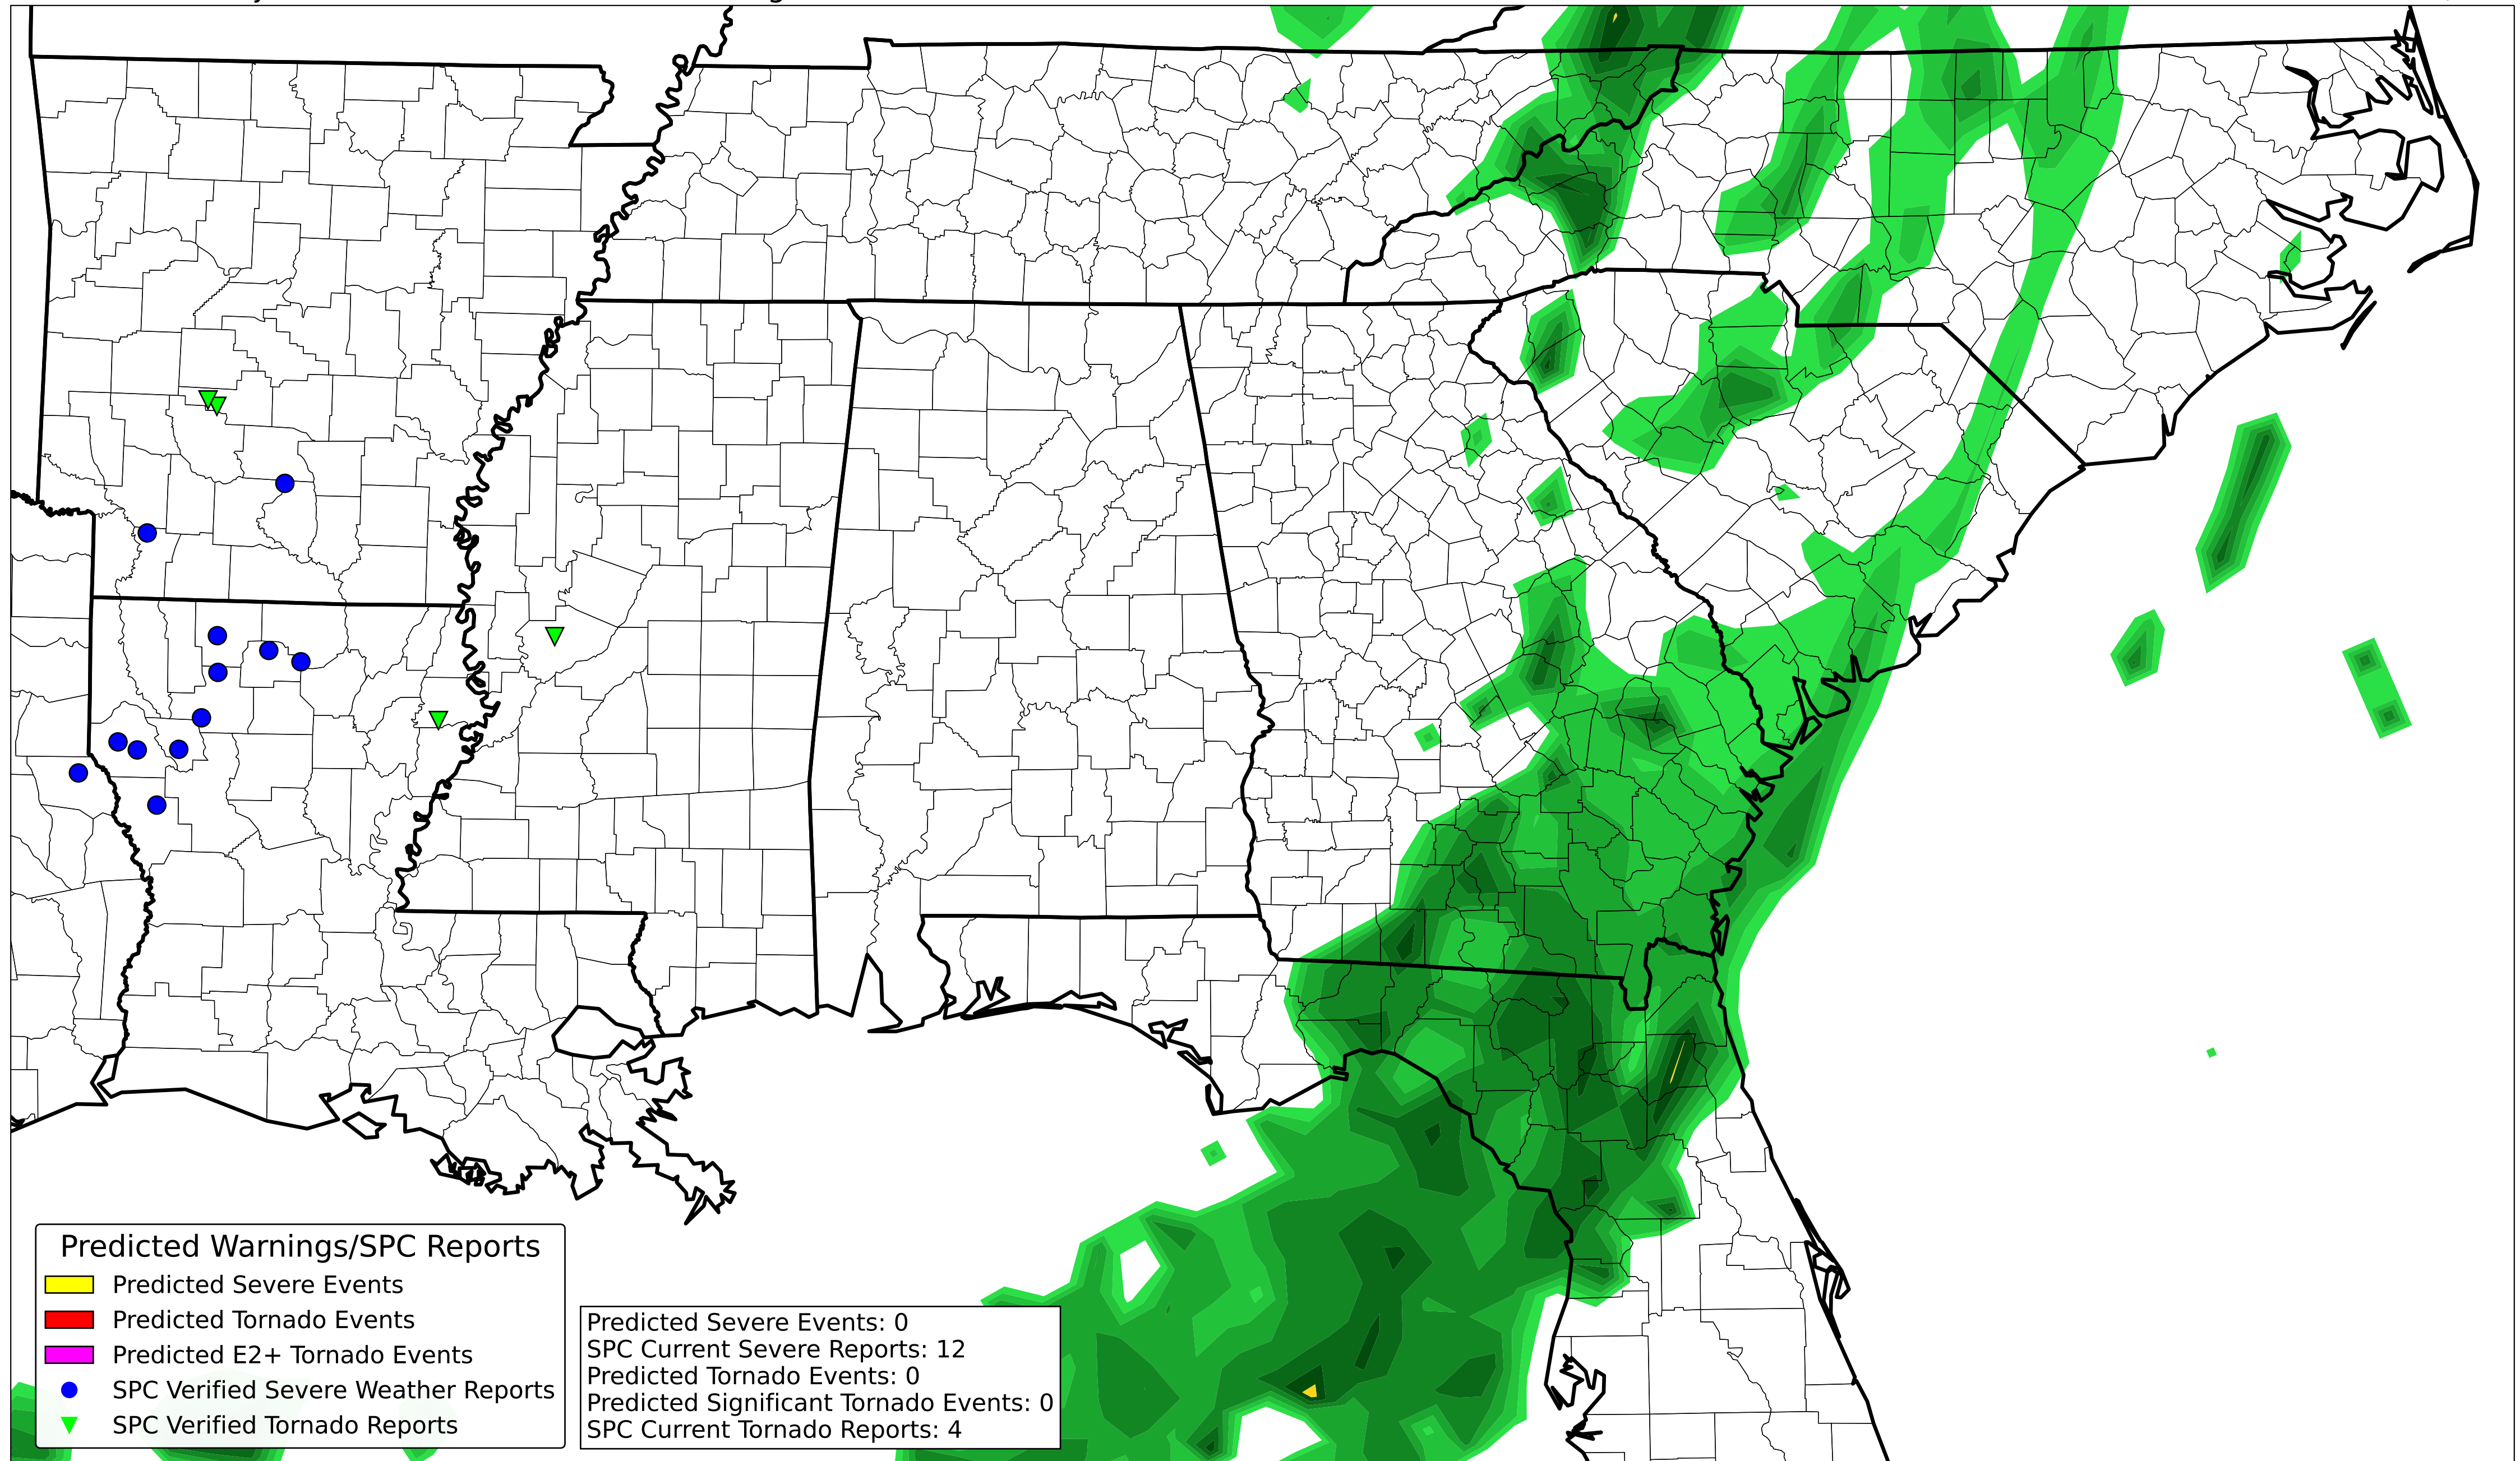 Predicted Warnings/SPC Reports
Predicted Severe Events
Predicted Tornado Events
Predicted E2+ Tornado Events
SPC Verified Severe Weather Reports
SPC Verified Tornado Reports
Predicted Severe Events: 0
SPC Current Severe Reports: 12
Predicted Tornado Events: 0
Predicted Significant Tornado Events: 0
SPC Current Tornado Reports: 4